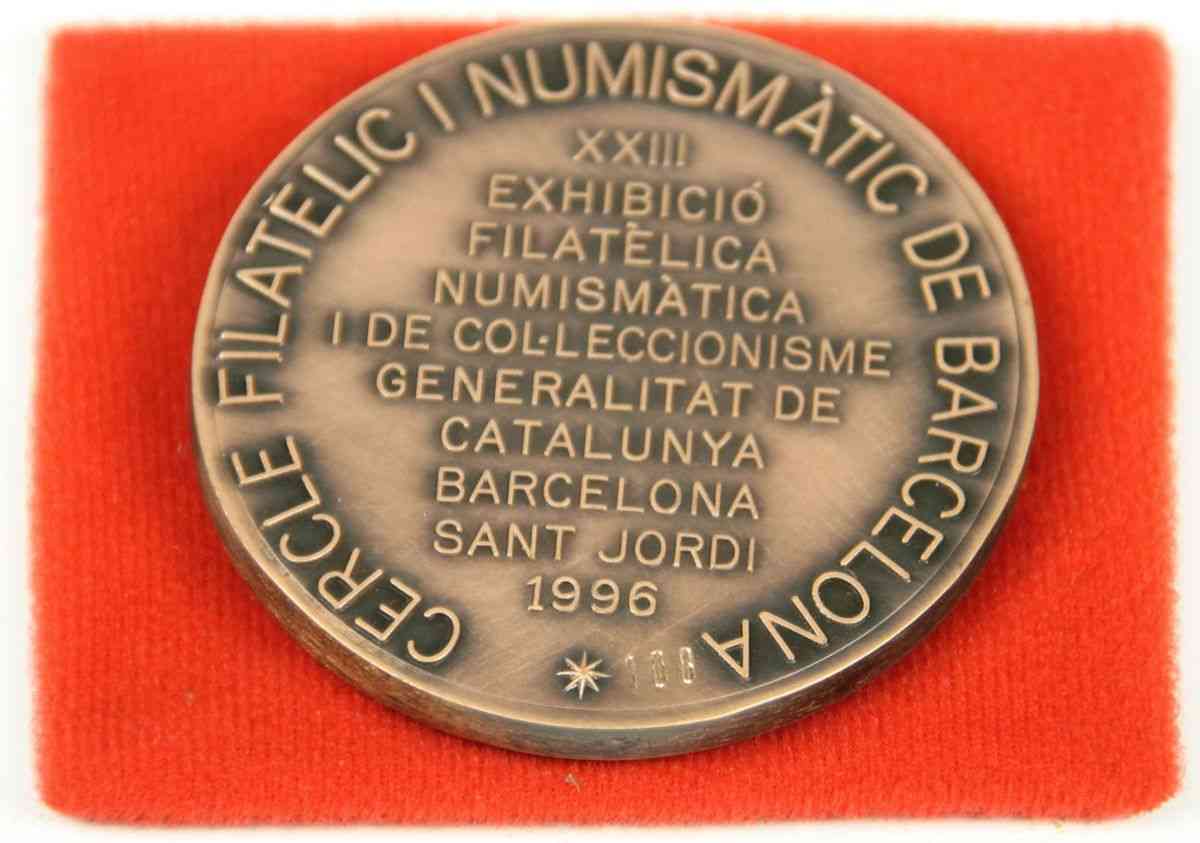 CERCLE FILATÈLIC I NUMISMÀTIC DE BARCELONA
XXIII
EXHIBICIÓ
FILATÈLICA
NUMISMÀTICA
I DE COL·LECCIONISME
GENERALITAT DE
CATALUNYA
BARCELONA
SANT JORDI
1996